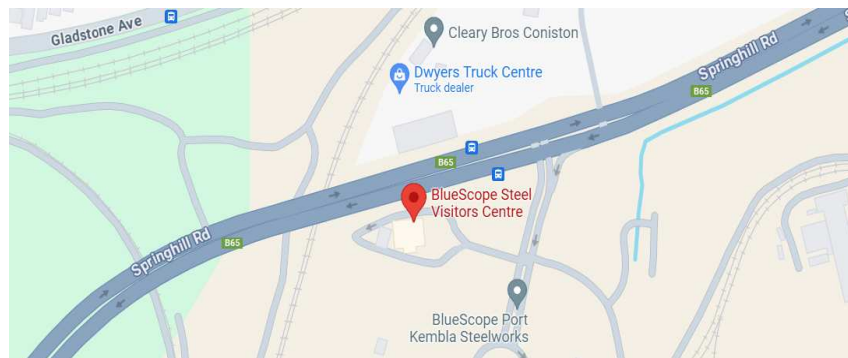 Gladstone Ave
Cleary Bros Coniston
Dwyers Truck Centre
Truck dealer
Springhill Rd
B65
B65
BlueScope Steel
Visitors Centre
Springhill Rd
B65
BlueScope Port
Kembla Steelworks
S